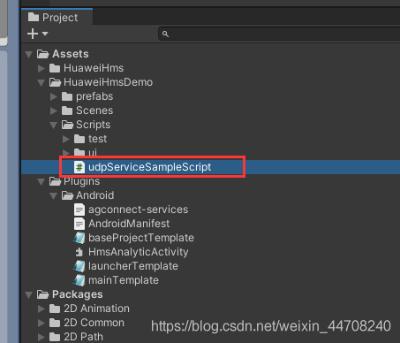 Project
Assets
HuaweiHms
HuaweiHmsDemo
prefabs
Scenes
Scripts
test
ui
udpServiceSampleScript
Plugins
Android
agconnect-services
AndroidManifest
baseProjectTemplate
HmsAnalyticActivity
launcherTemplate
mainTemplate
Packages
2D Animation
2D Common
2D Path
https://blog.csdn.net/weixin_44708240